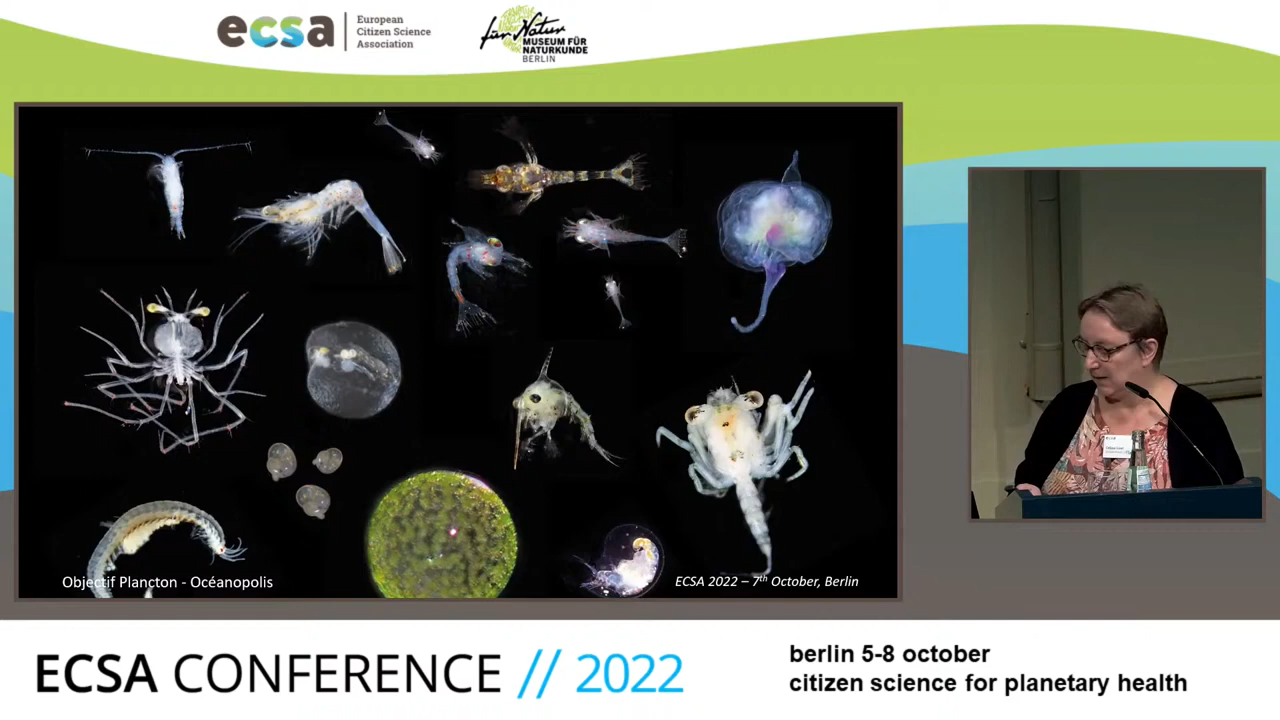 ecsa
European
Citizen Science
Association
für Natur
MUSEUM FÜR
NATURKUNDE
BERLIN
Objectif Plancton - Océanopolis
ECSA 2022 – 7th October, Berlin
ECSA CONFERENCE // 2022
berlin 5-8 october
citizen science for planetary health